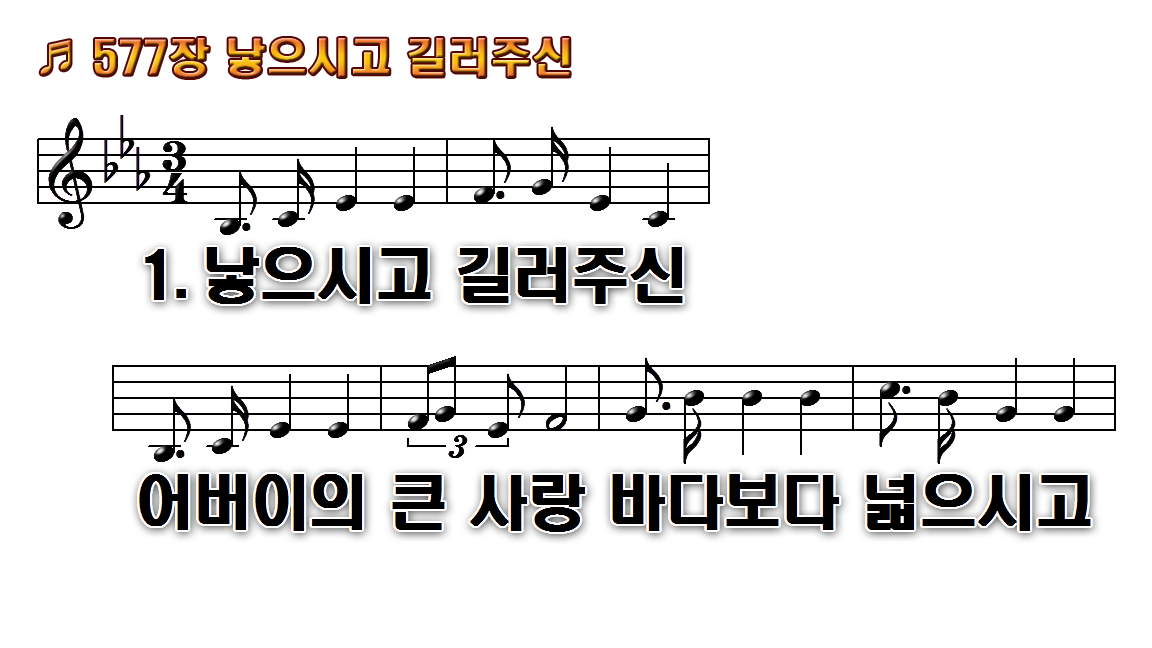 ♬ 577장 낳으시고 길러주신
3
4
1. 낳으시고 길러주신
3
어버이의 큰 사랑 바다보다 넓으시고